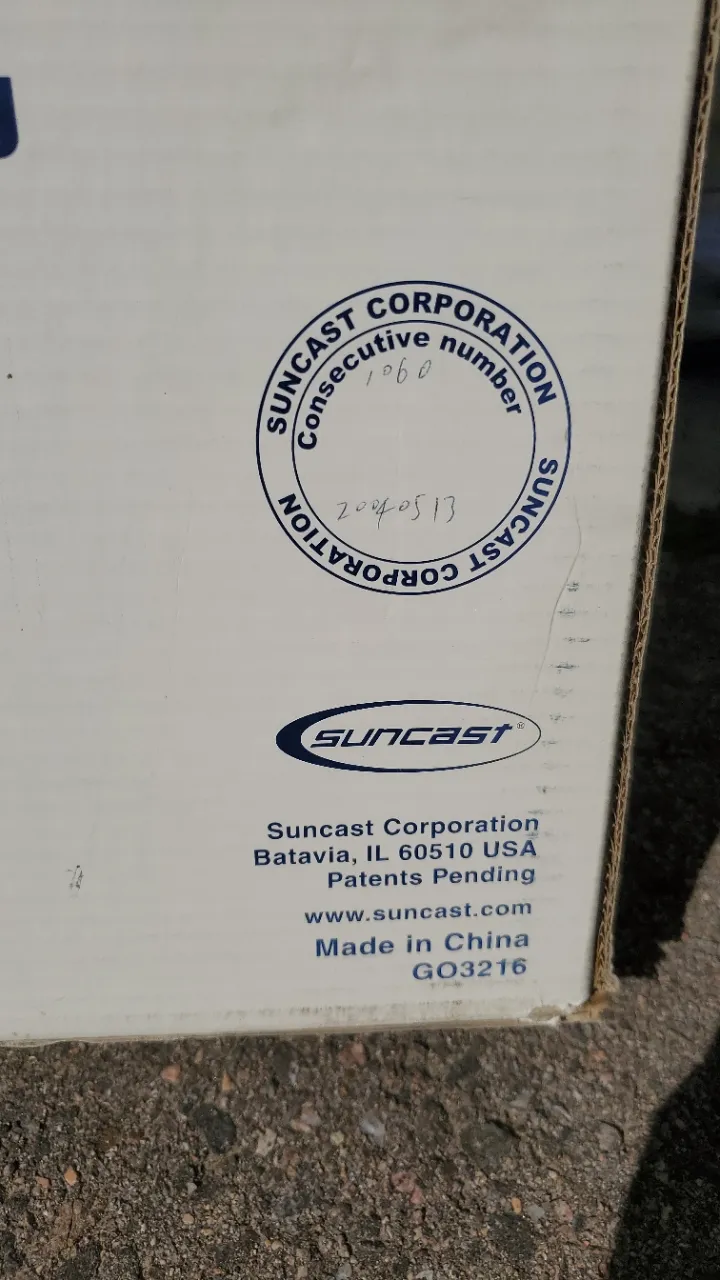 SUNCAST CORPORATION
Consecutive number
1060
SUNCAST CORPORATION
suncast®
Suncast Corporation
Batavia, IL 60510 USA
Patents Pending
www.suncast.com
Made in China
GO3216